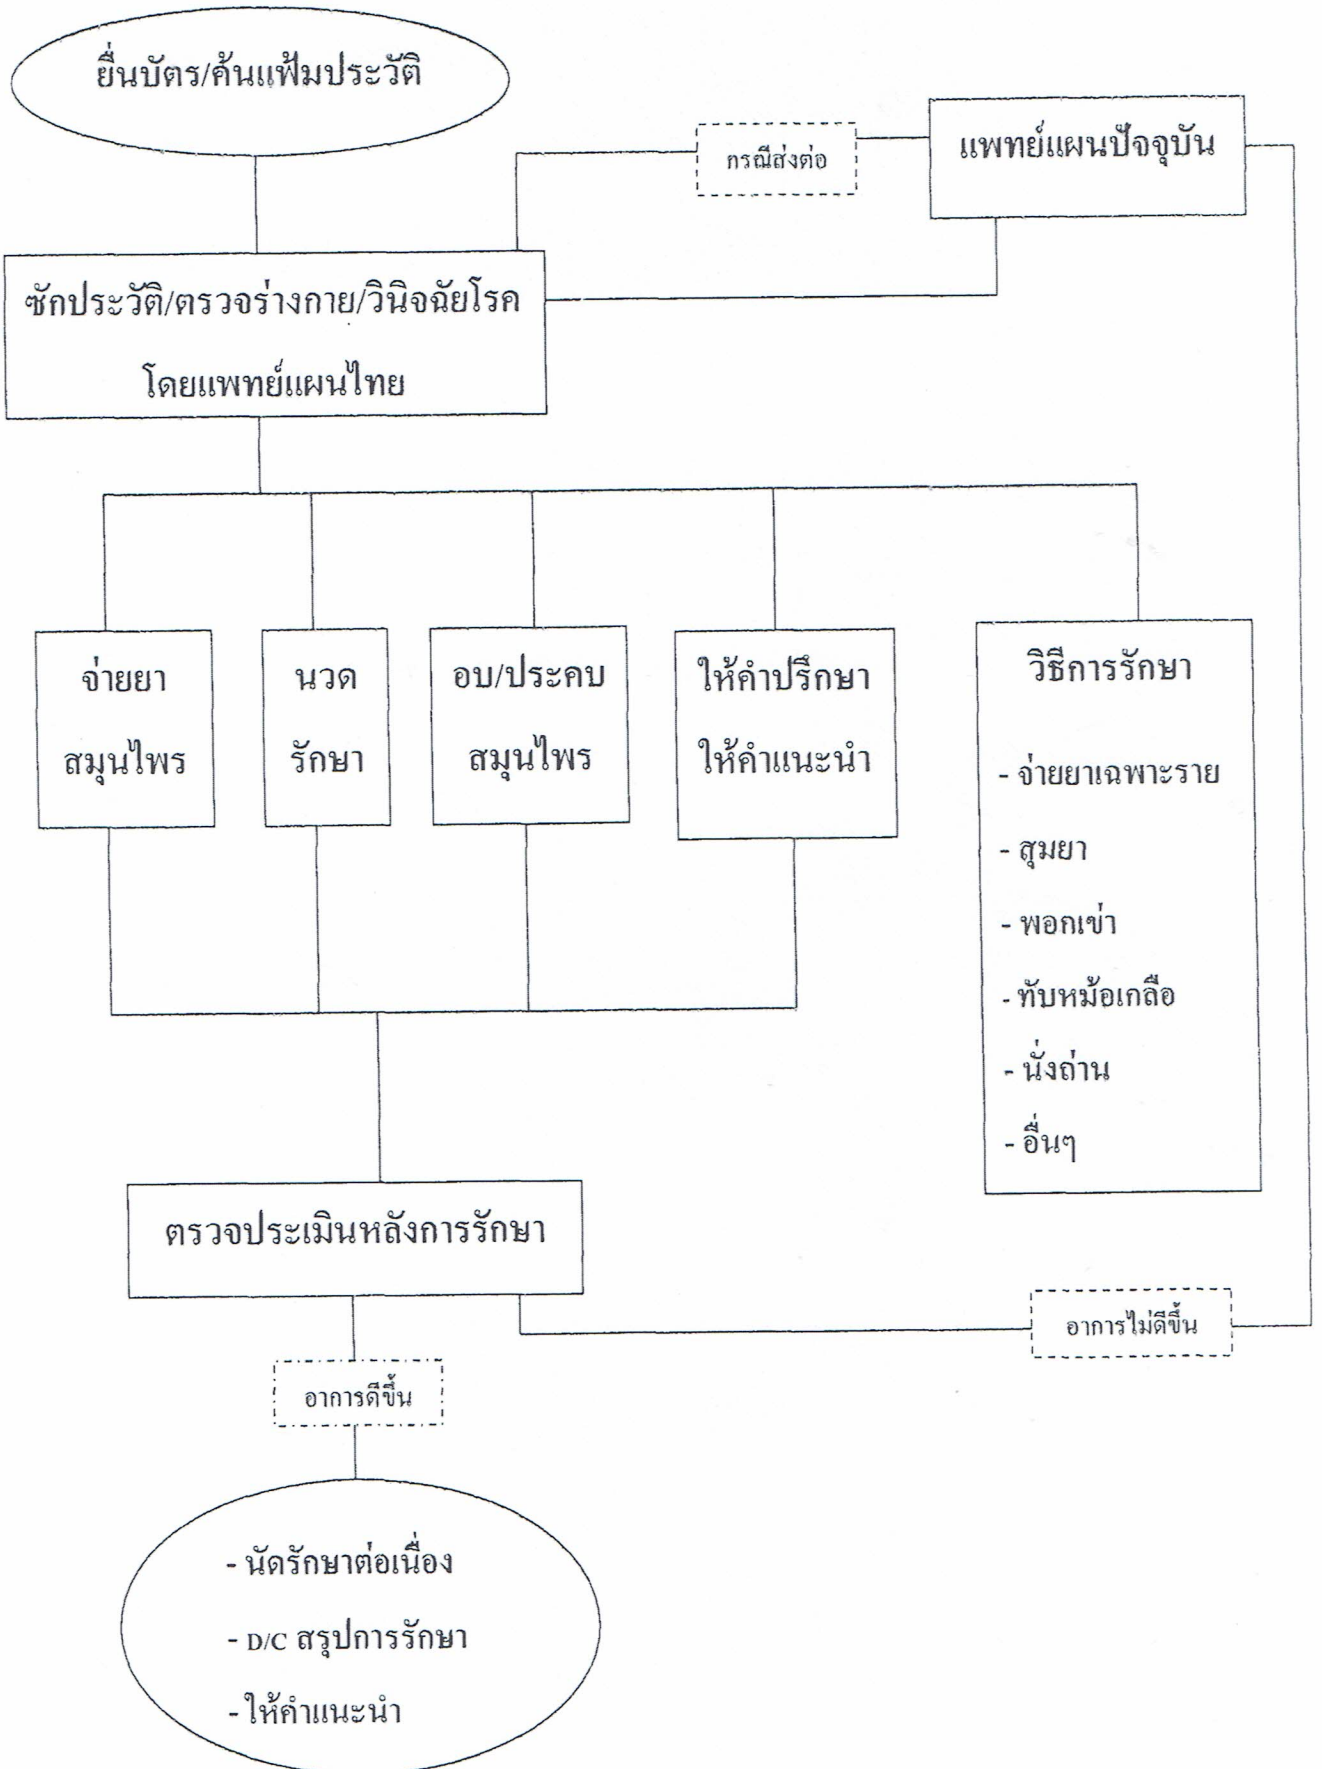 ยื่นบัตร/ค้นแฟ้มประวัติ
กรณีส่งต่อ
แพทย์แผนปัจจุบัน
ซักประวัติ/ตรวจร่างกาย/วินิจฉัยโรค
โดยแพทย์แผนไทย
จ่ายยา
สมุนไพร
นวด
รักษา
อบ/ประคบ
สมุนไพร
ให้คำปรึกษา
ให้คำแนะนำ
วิธีการรักษา
- จ่ายยาเฉพาะราย
- สุมยา
- พอกเข่า
- ทับหม้อเกลือ
- นั่งถ่าน
- อื่นๆ
ตรวจประเมินหลังการรักษา
อาการไม่ดีขึ้น
อาการดีขึ้น
- นัดรักษาต่อเนื่อง
- D/C สรุปการรักษา
- ให้คำแนะนำ